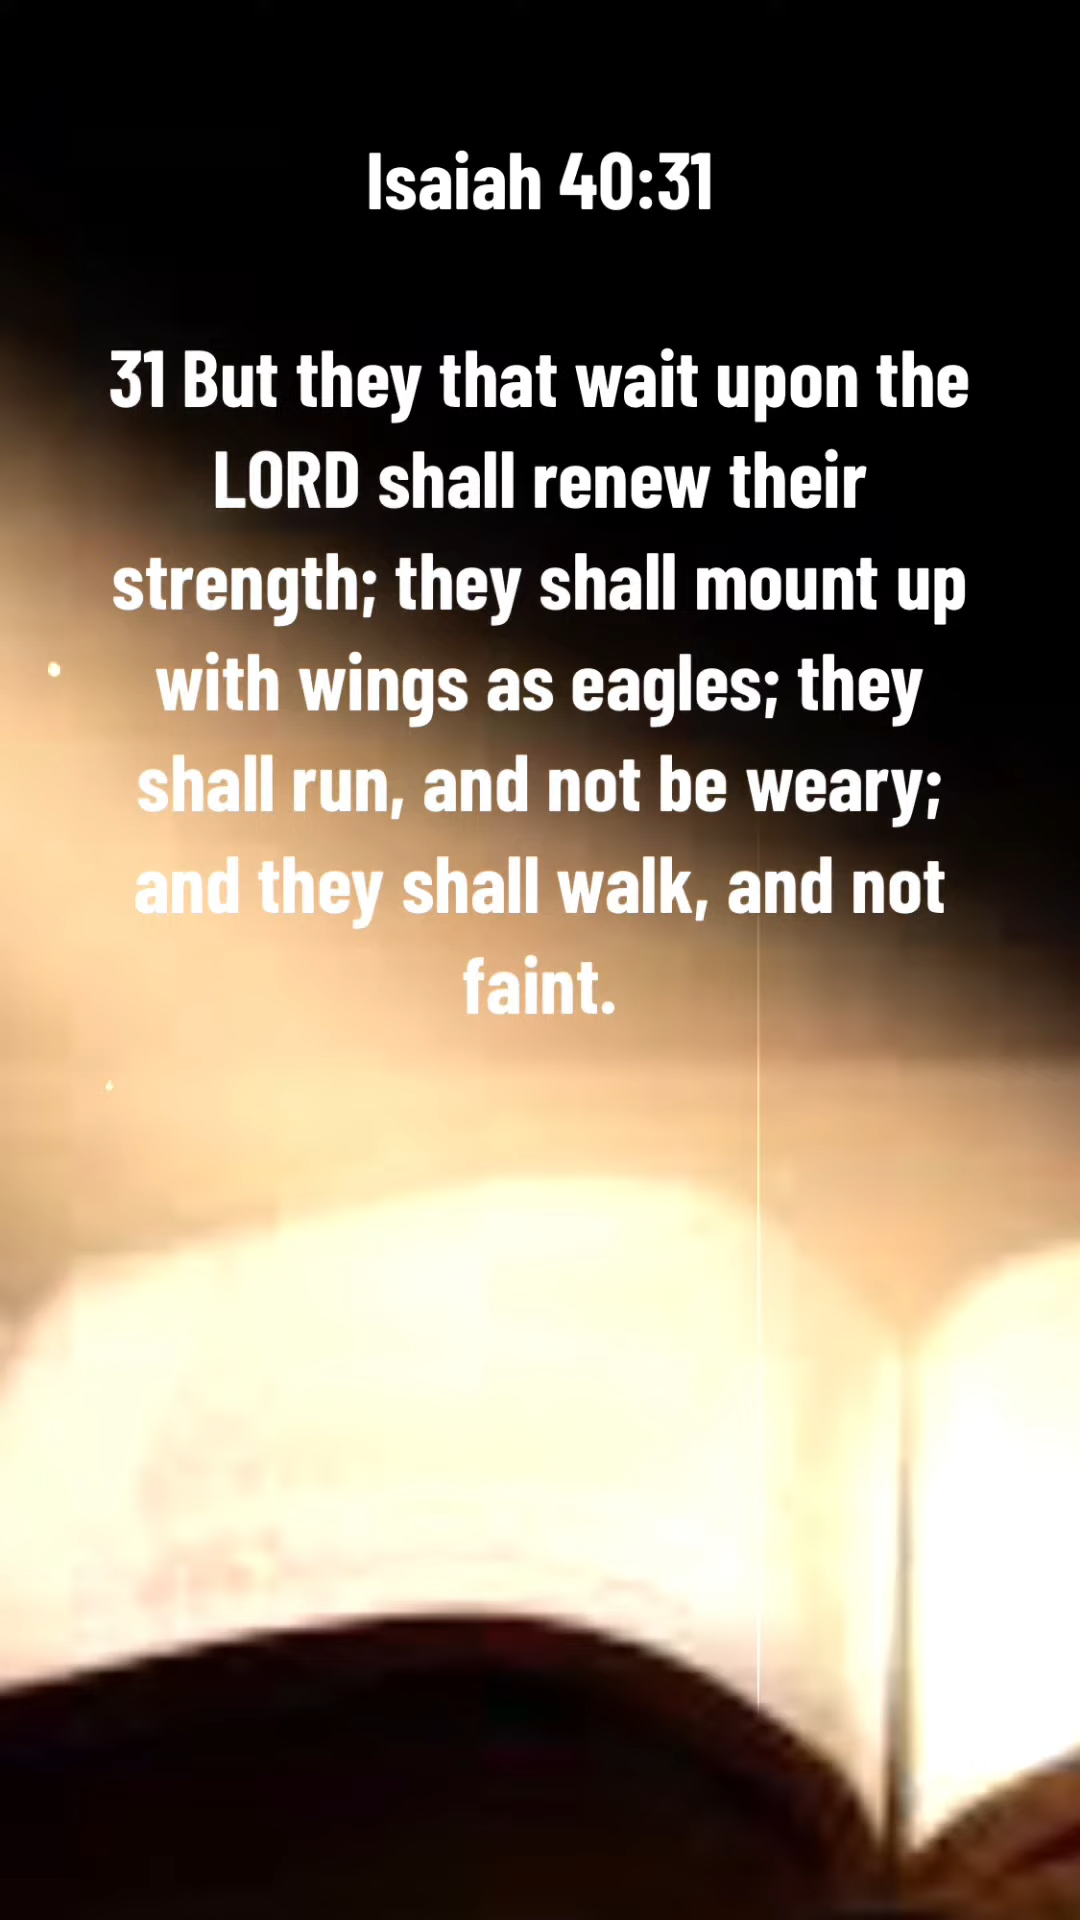 Isaiah 40:31
31 But they that wait upon the
LORD shall renew their
strength; they shall mount up
with wings as eagles; they
shall run, and not be weary;
and they shall walk, and not
faint.